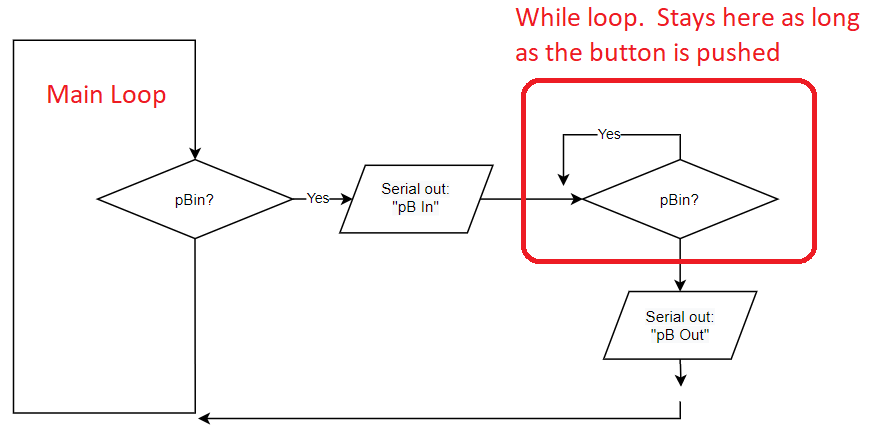 While loop.  Stays here as long
as the button is pushed
Main Loop
Yes
pBin?
Yes
Serial out:
"pB In"
pBin?
Serial out:
"pB Out"